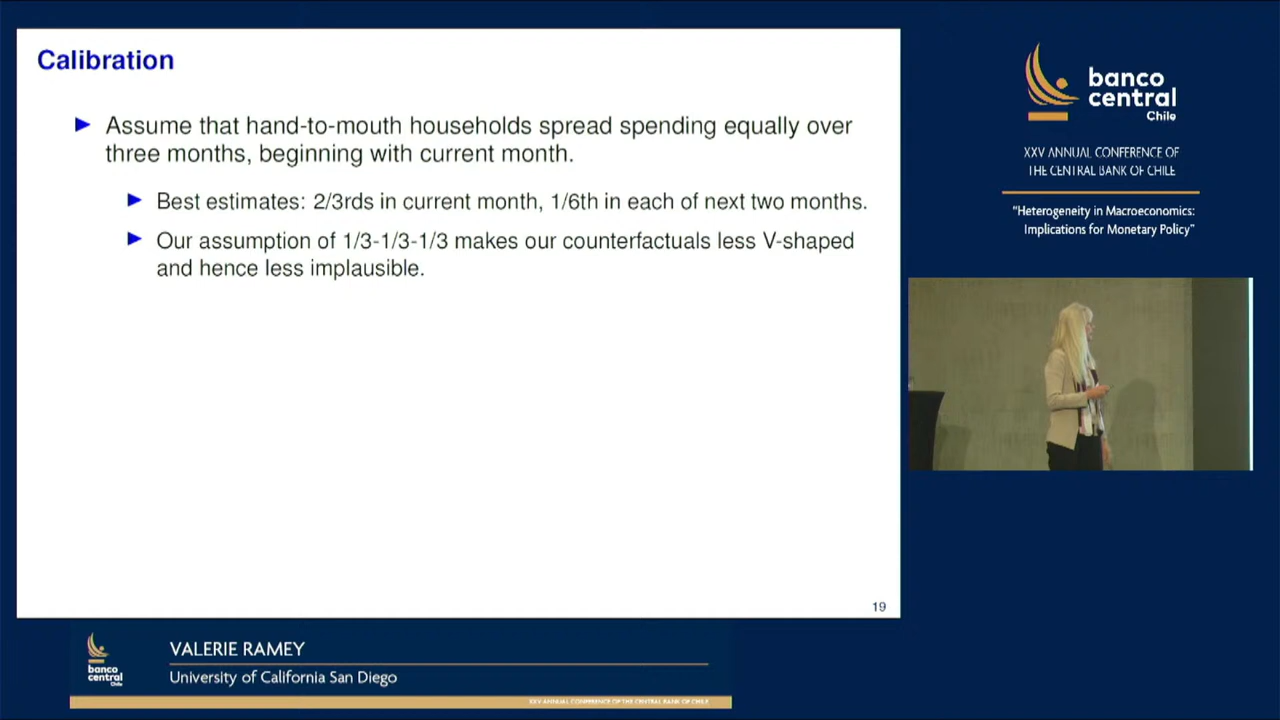 Calibration
Assume that hand-to-mouth households spread spending equally over
three months, beginning with current month.
Best estimates: 2/3rds in current month, 1/6th in each of next two months.
Our assumption of 1/3-1/3-1/3 makes our counterfactuals less V-shaped
and hence less implausible.
19
banco
central
Chile
XXV ANNUAL CONFERENCE OF
THE CENTRAL BANK OF CHILE
"Heterogeneity in Macroeconomics:
Implications for Monetary Policy"
banco
central
Chile
VALERIE RAMEY
University of California San Diego
XXV ANNUAL CONFERENCE OF THE CENTRAL BANK OF CHILE